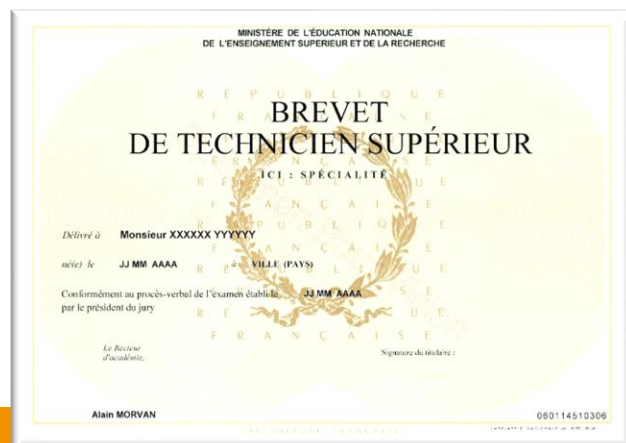 MINISTÈRE DE L'ÉDUCATION NATIONALE
DE L'ENSEIGNEMENT SUPERIEUR ET DE LA RECHERCHE
BREVET
DE TECHNICIEN SUPÉRIEUR
ICI : SPÉCIALITÉ
Délivré à Monsieur XXXXXX YYYYYY
né(e) le JJ MM AAAA à VILLE (PAYS)
Conformément au procès-verbal de l'examen établi le JJ MM AAAA
par le président du jury
Le Recteur
d'académie,
Signature du titulaire :
Alain MORVAN
060114510306